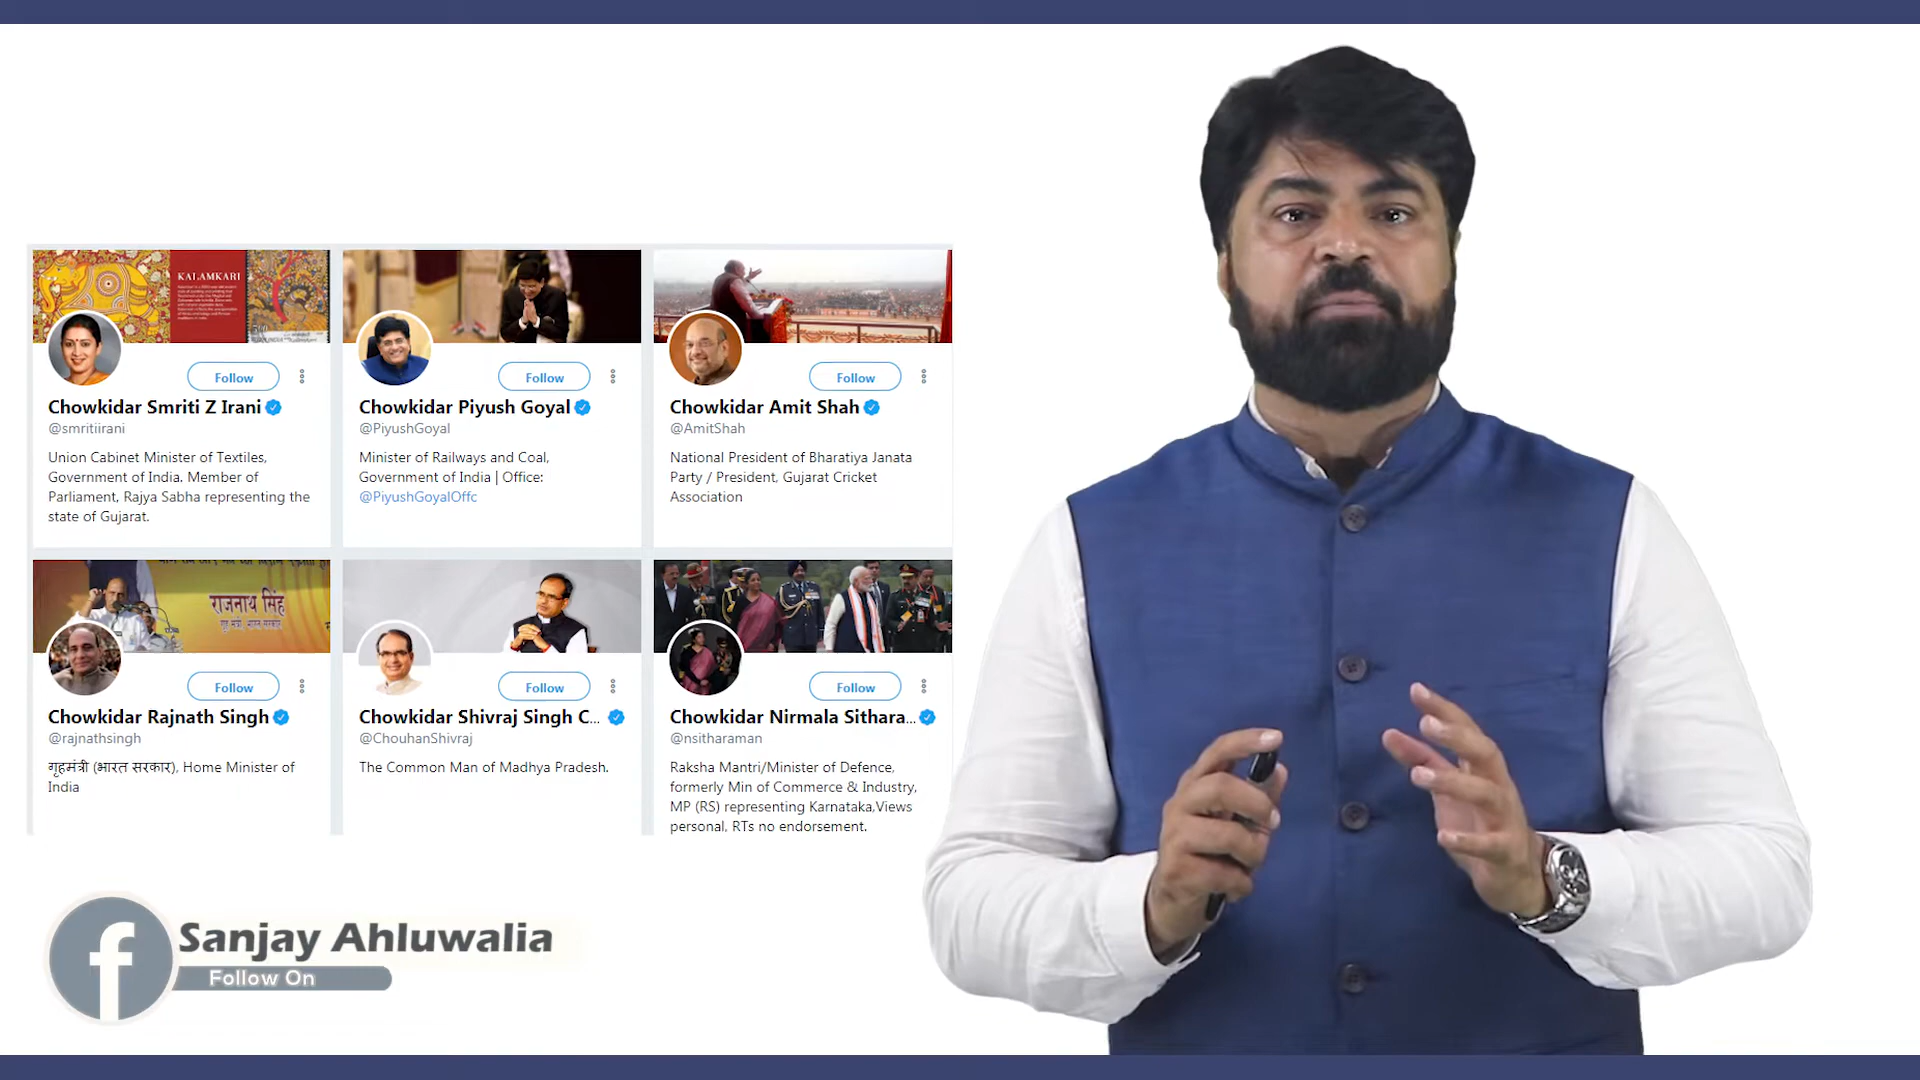 KALAMKARI
Follow
Chowkidar Smriti Z Irani
@smritiirani
Union Cabinet Minister of Textiles,
Government of India. Member of
Parliament, Rajya Sabha representing the
state of Gujarat.
Follow
Chowkidar Piyush Goyal
@PiyushGoyal
Minister of Railways and Coal,
Government of India | Office:
@PiyushGoyalOffc
Follow
Chowkidar Amit Shah
@AmitShah
National President of Bharatiya Janata
Party / President, Gujarat Cricket
Association
राजनाथ सिंह
Follow
Chowkidar Rajnath Singh
@rajnathsingh
गृहमंत्री (भारत सरकार), Home Minister of
India
Follow
Chowkidar Shivraj Singh C...
@ChouhanShivraj
The Common Man of Madhya Pradesh.
Follow
Chowkidar Nirmala Sithara...
@nsitharaman
Raksha Mantri/Minister of Defence,
formerly Min of Commerce & Industry,
MP (RS) representing Karnataka,Views
personal, RTs no endorsement.
f
Sanjay Ahluwalia
Follow On